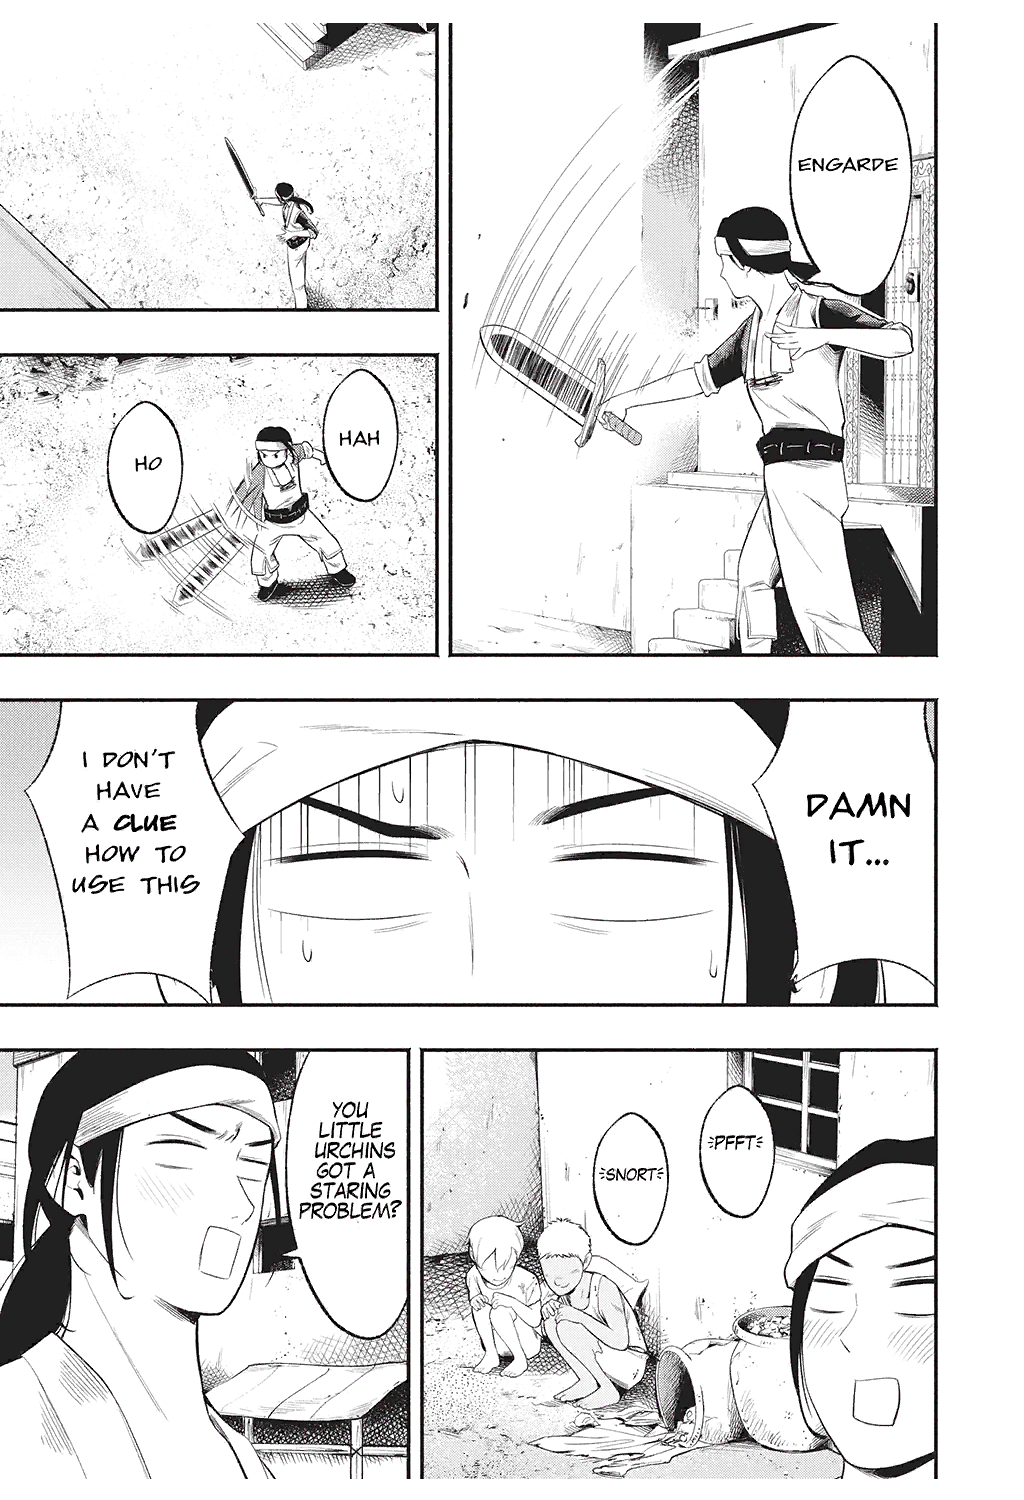 ENGARDE
HAH
HO
DAMN
IT...
I DON'T
HAVE
A CLUE
HOW TO
USE THIS
PFFT
SNORT
YOU
LITTLE
URCHINS
GOT A
STARING
PROBLEM?